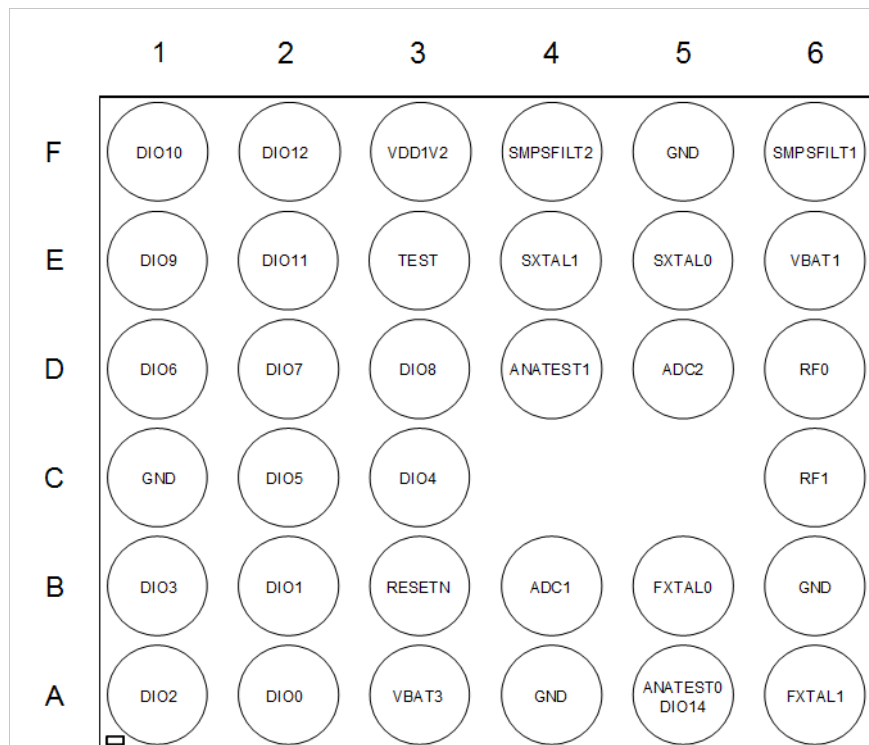 1 2 3 4 5 6
F DIO10 DIO12 VDD1V2 SMPSFILT2 GND SMPSFILT1
E DIO9 DIO11 TEST SXTAL1 SXTAL0 VBAT1
D DIO6 DIO7 DIO8 ANATEST1 ADC2 RF0
C GND DIO5 DIO4 RF1
B DIO3 DIO1 RESETN ADC1 FXTAL0 GND
A DIO2 DIO0 VBAT3 GND ANATEST0 DIO14 FXTAL1